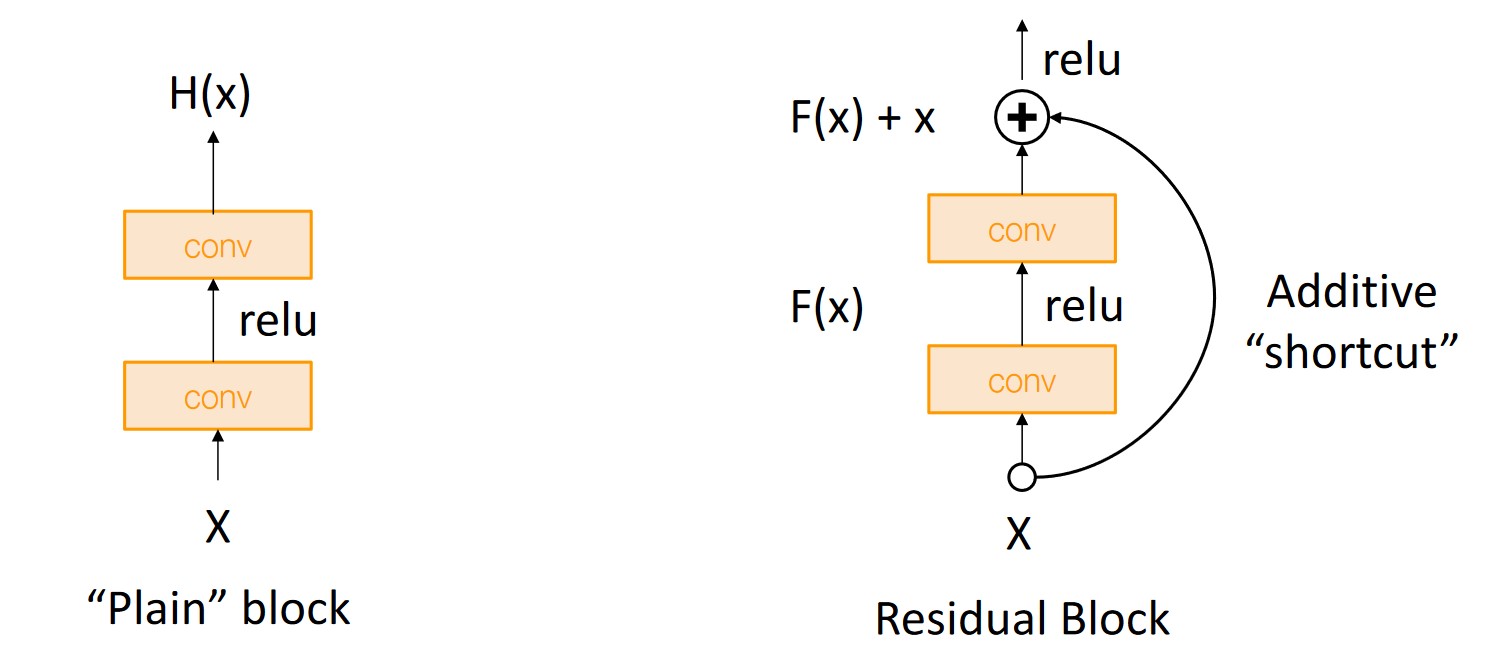 H(x)
conv
relu
conv
X
"Plain" block
relu
F(x) + x
conv
F(x)
relu
conv
X
Additive
"shortcut"
Residual Block